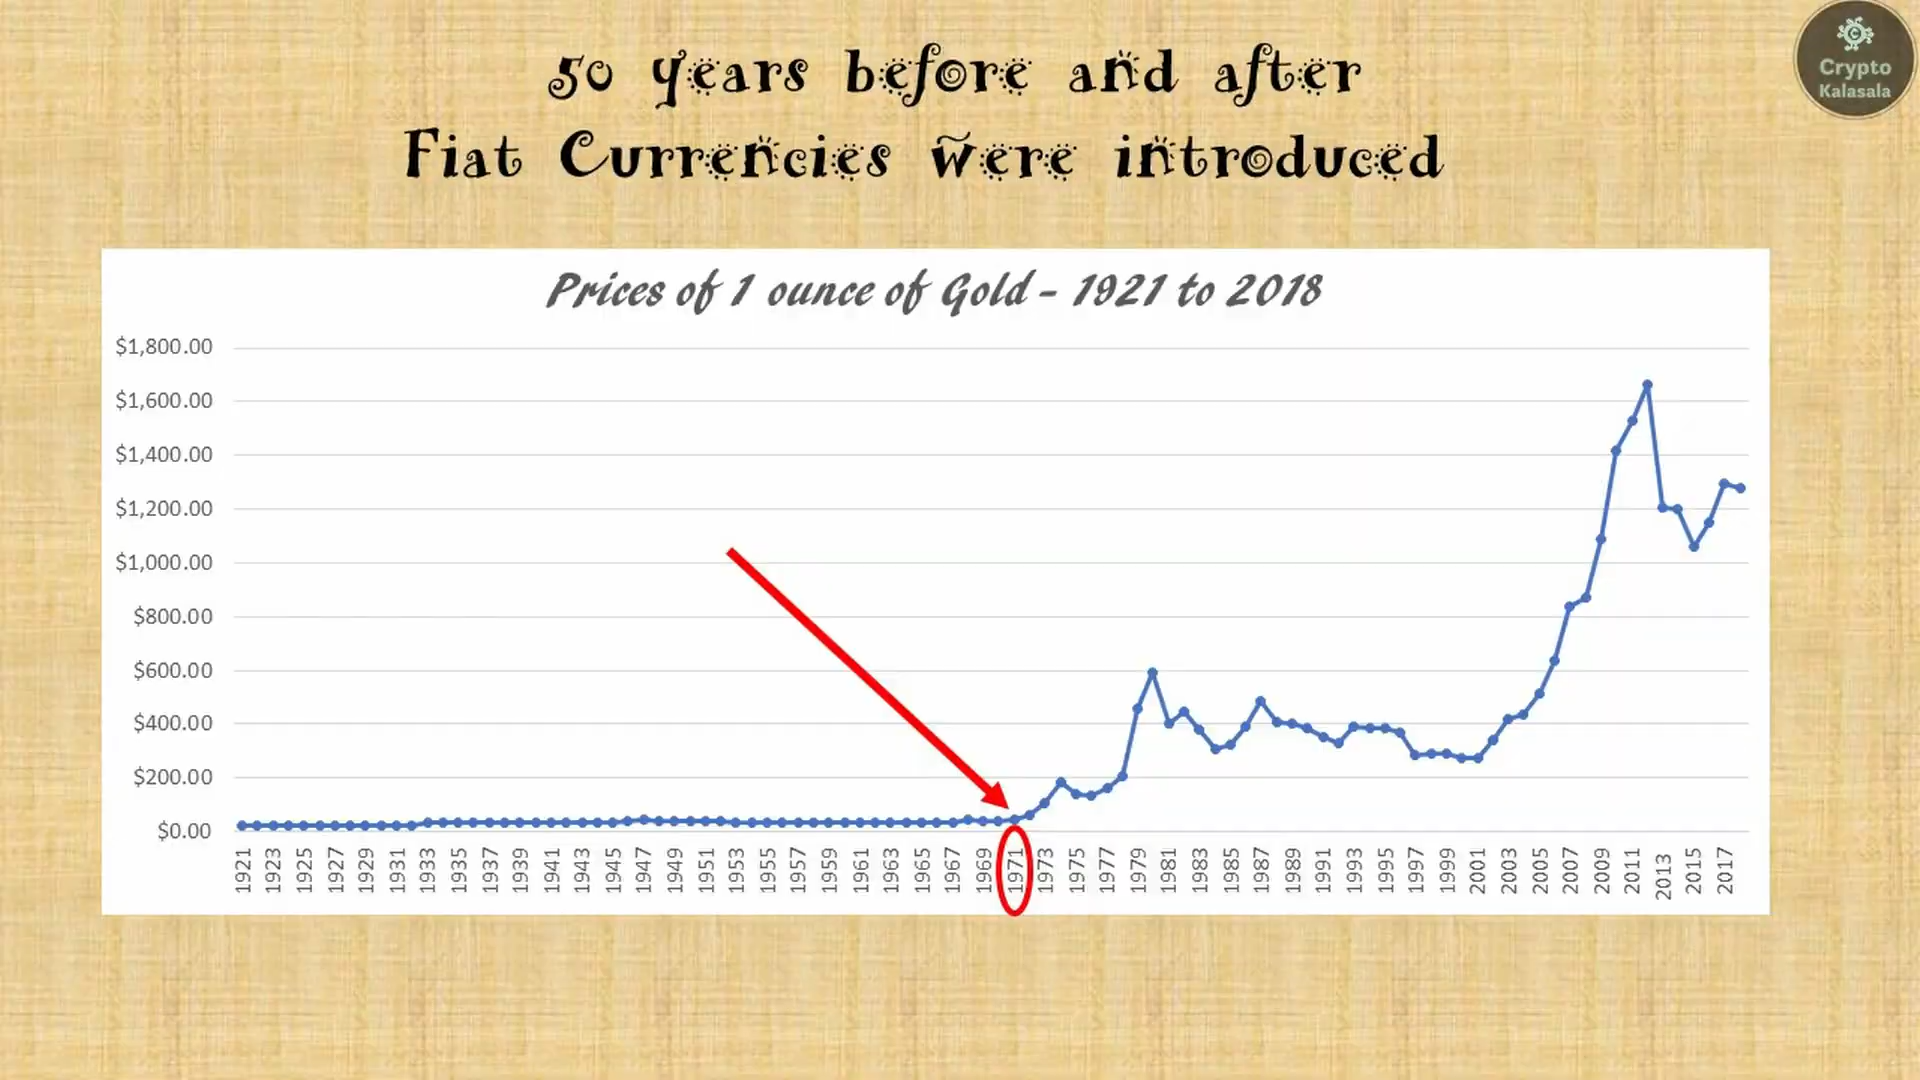 50 years before and after
Fiat Currencies were introduced
Crypto
Kalasala
Prices of 1 ounce of Gold - 1921 to 2018
$1,800.00
$1,600.00
$1,400.00
$1,200.00
$1,000.00
$800.00
$600.00
$400.00
$200.00
$0.00
1921 1923 1925 1927 1929 1931 1933 1935 1937 1939 1941 1943 1945 1947 1949 1951 1953 1955 1957 1959 1961 1963 1965 1967 1969 1971 1973 1975 1977 1979 1981 1983 1985 1987 1989 1991 1993 1995 1997 1999 2001 2003 2005 2007 2009 2011 2013 2015 2017